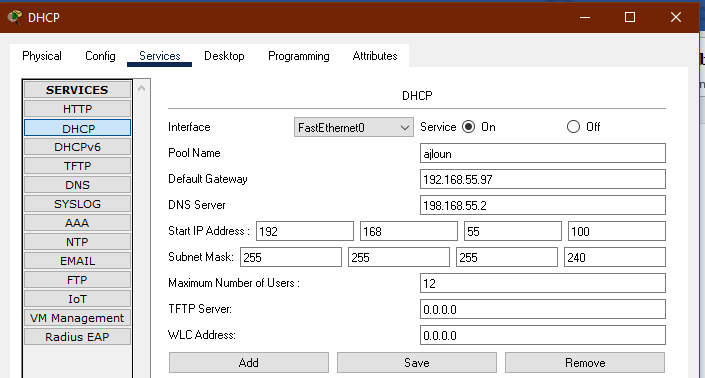 DHCP
Physical Config Services Desktop Programming Attributes
SERVICES
HTTP
DHCP
DHCPv6
TFTP
DNS
SYSLOG
AAA
NTP
EMAIL
FTP
IoT
VM Management
Radius EAP
DHCP
Interface FastEthernet0 Service On Off
Pool Name ajloun
Default Gateway 192.168.55.97
DNS Server 198.168.55.2
Start IP Address : 192 168 55 100
Subnet Mask: 255 255 255 240
Maximum Number of Users : 12
TFTP Server: 0.0.0.0
WLC Address: 0.0.0.0
Add Save Remove